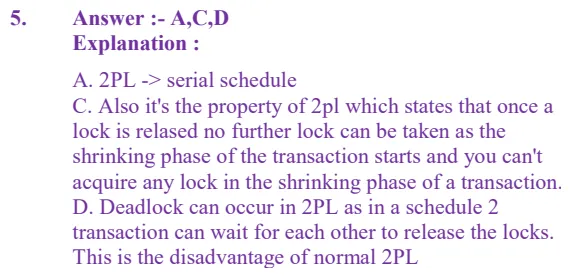 5. Answer :- A,C,D
Explanation :
A. 2PL -> serial schedule
C. Also it's the property of 2pl which states that once a
lock is relased no further lock can be taken as the
shrinking phase of the transaction starts and you can't
acquire any lock in the shrinking phase of a transaction.
D. Deadlock can occur in 2PL as in a schedule 2
transaction can wait for each other to release the locks.
This is the disadvantage of normal 2PL